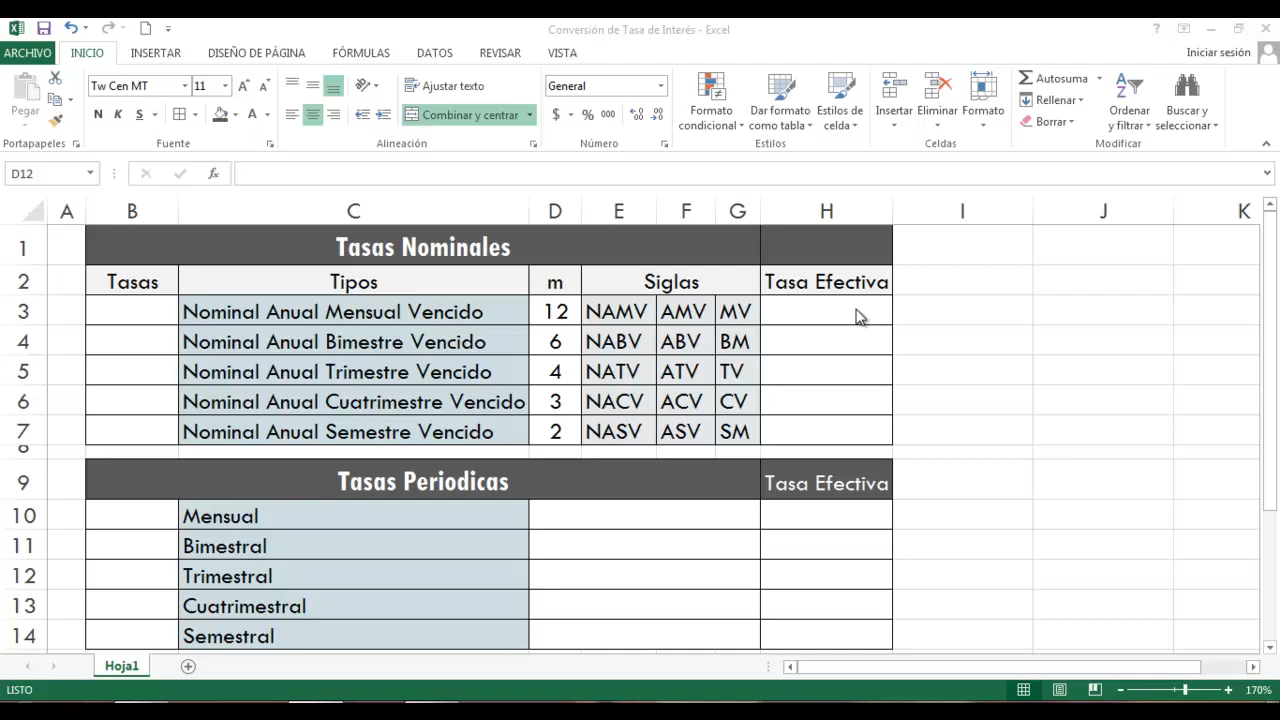 Conversión de Tasa de Interés - Excel
ARCHIVO INICIO INSERTAR DISEÑO DE PÁGINA FÓRMULAS DATOS REVISAR VISTA Iniciar sesión
Pegar
Tw Cen MT 11
N K S
Ajustar texto
Combinar y centrar
General
$ % 000
Formato condicional
Dar formato como tabla
Estilos de celda
Insertar
Eliminar
Formato
Autosuma
Rellenar
Borrar
Ordenar y filtrar
Buscar y seleccionar
Portapapeles Fuente Alineación Número Estilos Celdas Modificar
D12 fx
A B C D E F G H I J K
1 Tasas Nominales
2 Tasas Tipos m Siglas Tasa Efectiva
3 Nominal Anual Mensual Vencido 12 NAMV AMV MV
4 Nominal Anual Bimestre Vencido 6 NABV ABV BM
5 Nominal Anual Trimestre Vencido 4 NATV ATV TV
6 Nominal Anual Cuatrimestre Vencido 3 NACV ACV CV
7 Nominal Anual Semestre Vencido 2 NASV ASV SM
8
9 Tasas Periodicas Tasa Efectiva
10 Mensual
11 Bimestral
12 Trimestral
13 Cuatrimestral
14 Semestral
Hoja1
LISTO 170%